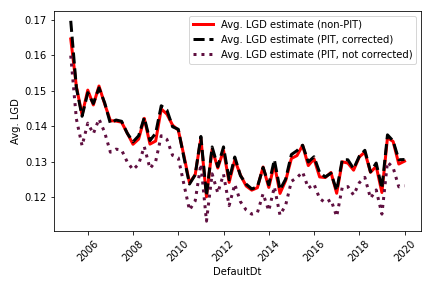 0.17
0.16
0.15
0.14
0.13
0.12
Avg. LGD
Avg. LGD estimate (non-PIT)
Avg. LGD estimate (PIT, corrected)
Avg. LGD estimate (PIT, not corrected)
2006
2008
2010
2012
2014
2016
2018
2020
DefaultDt